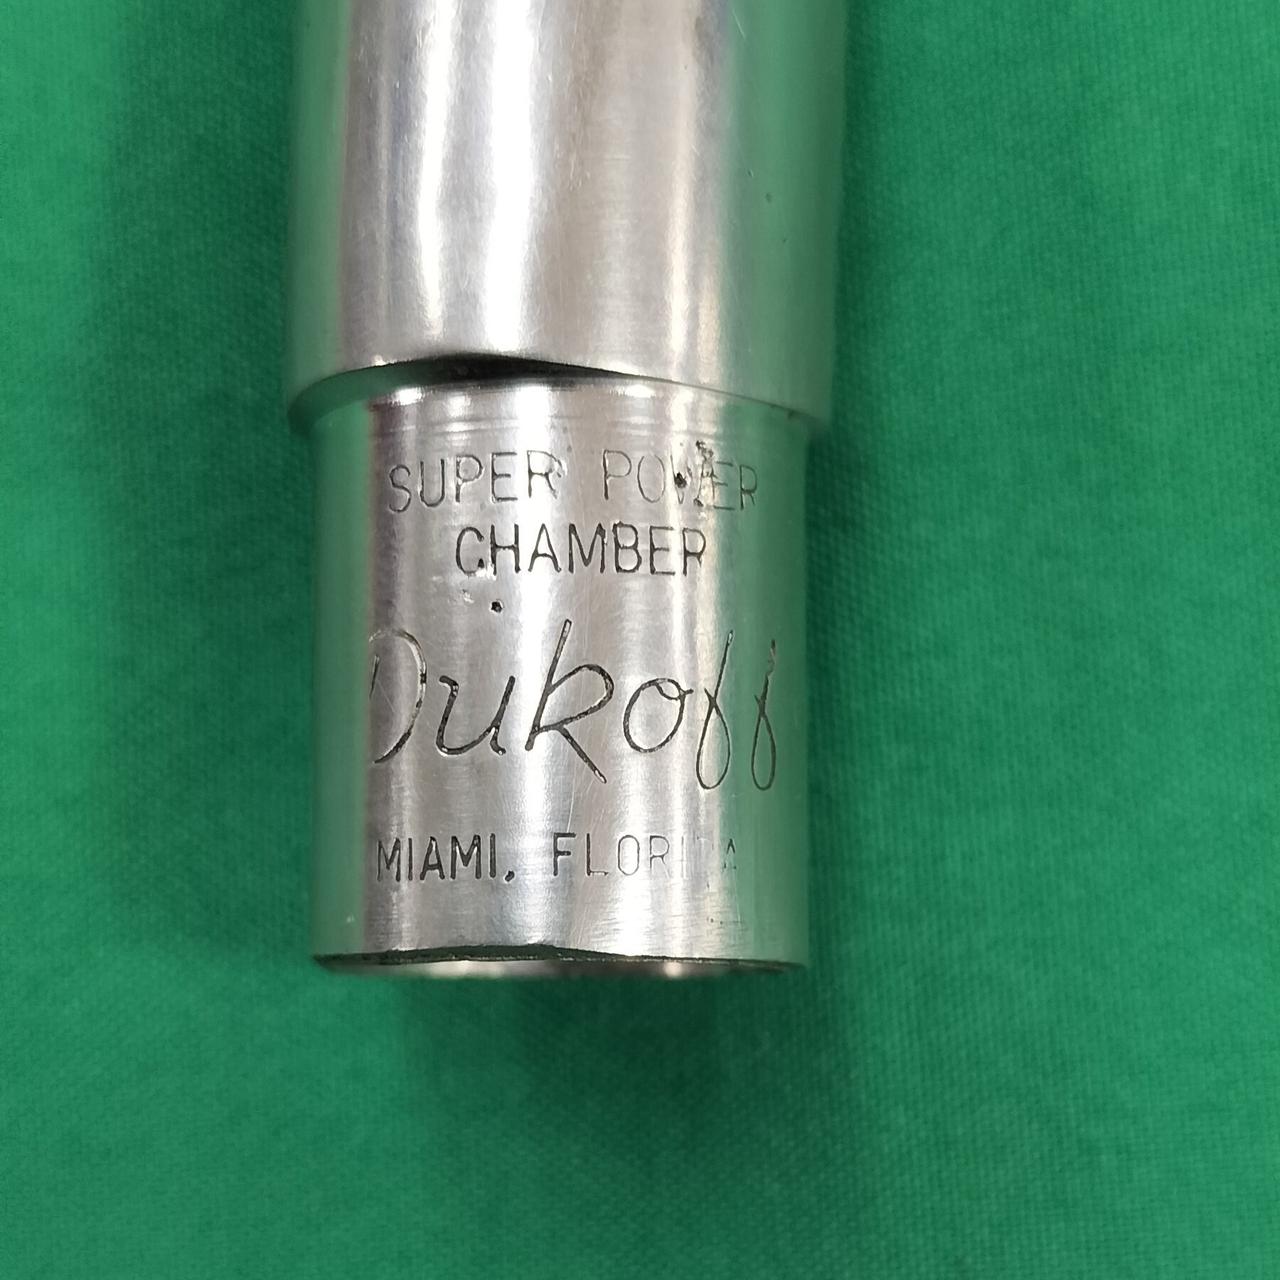 SUPER POWER
CHAMBER
Dukoff
MIAMI, FLORIDA